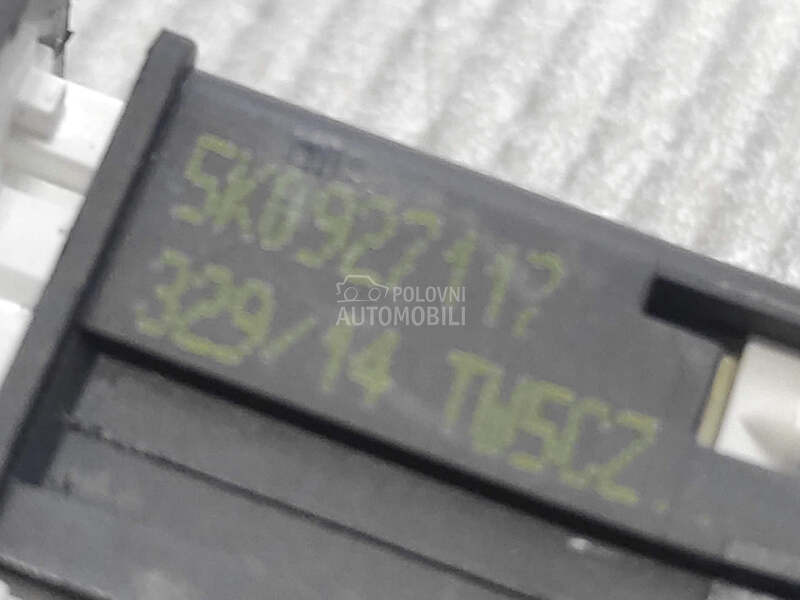 5K0927117
329/14 TW5CZ.
POLOVNI
AUTOMOBILI